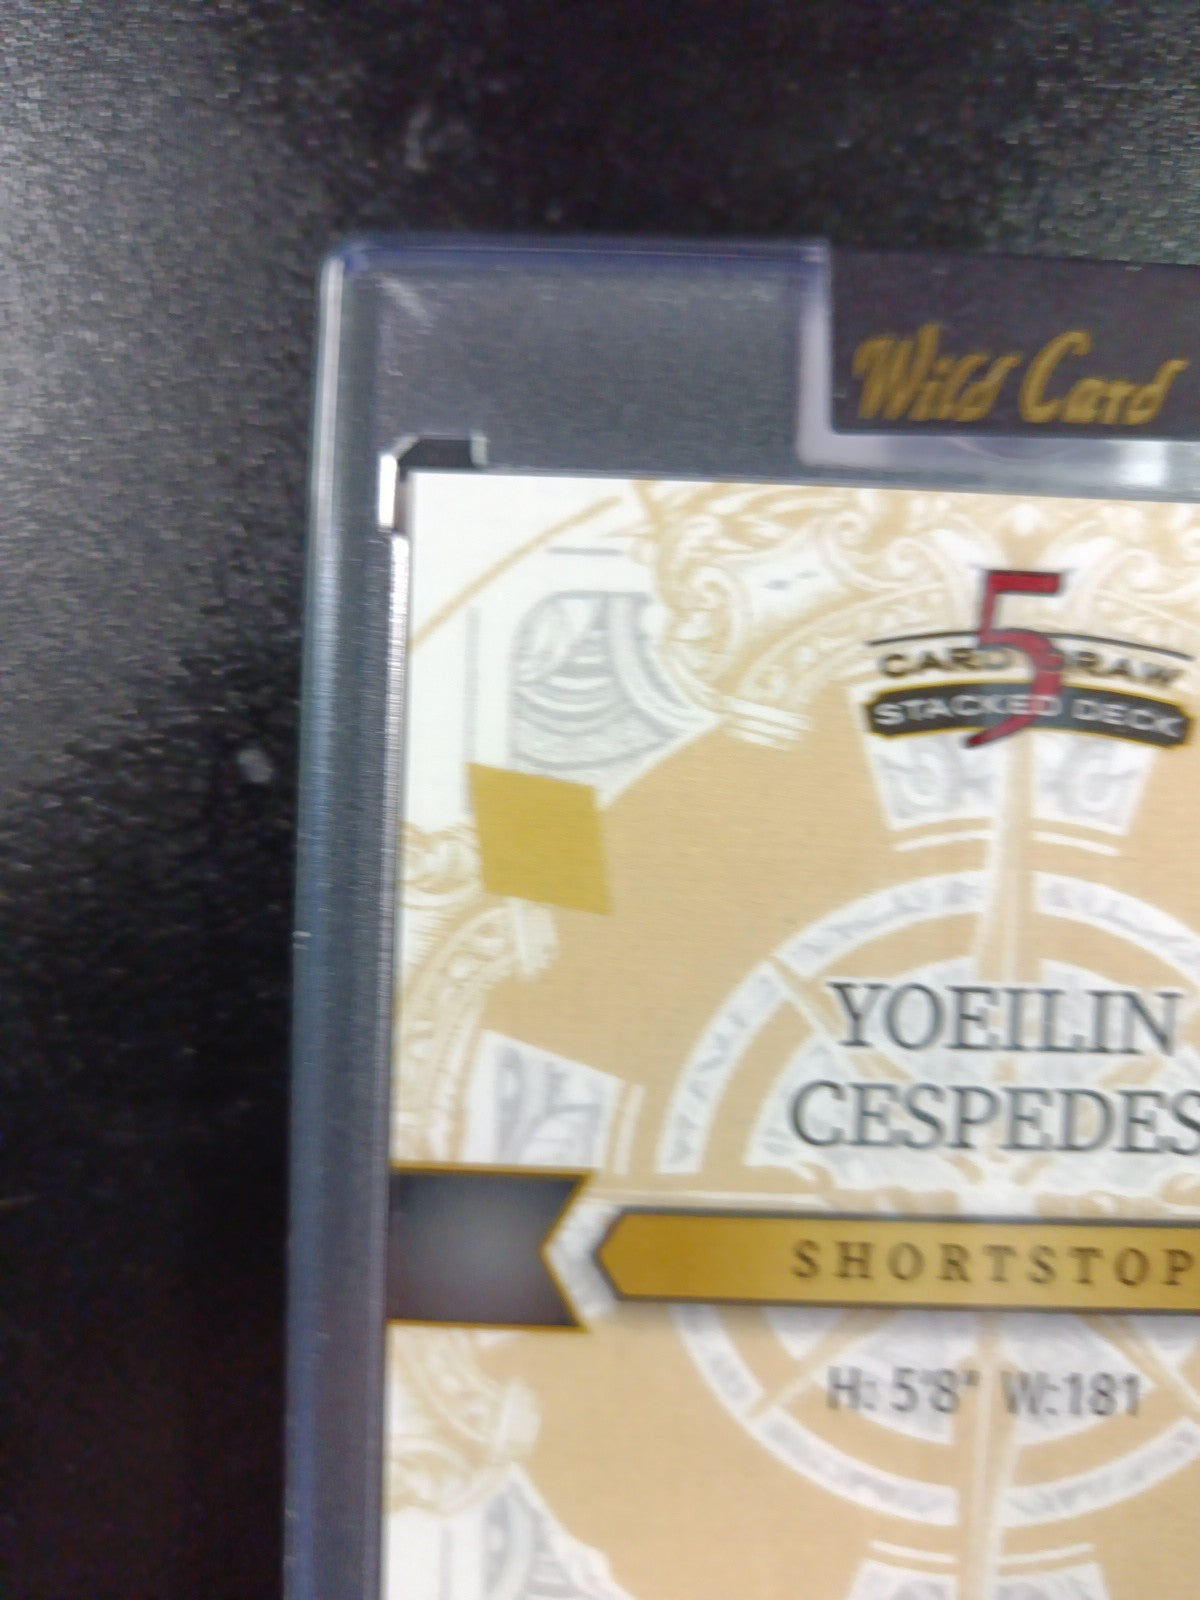 Wild Card
5
CARD DRAW
STACKED DECK
YOEILIN
CESPEDES
SHORTSTOP
H: 5'8" W:181